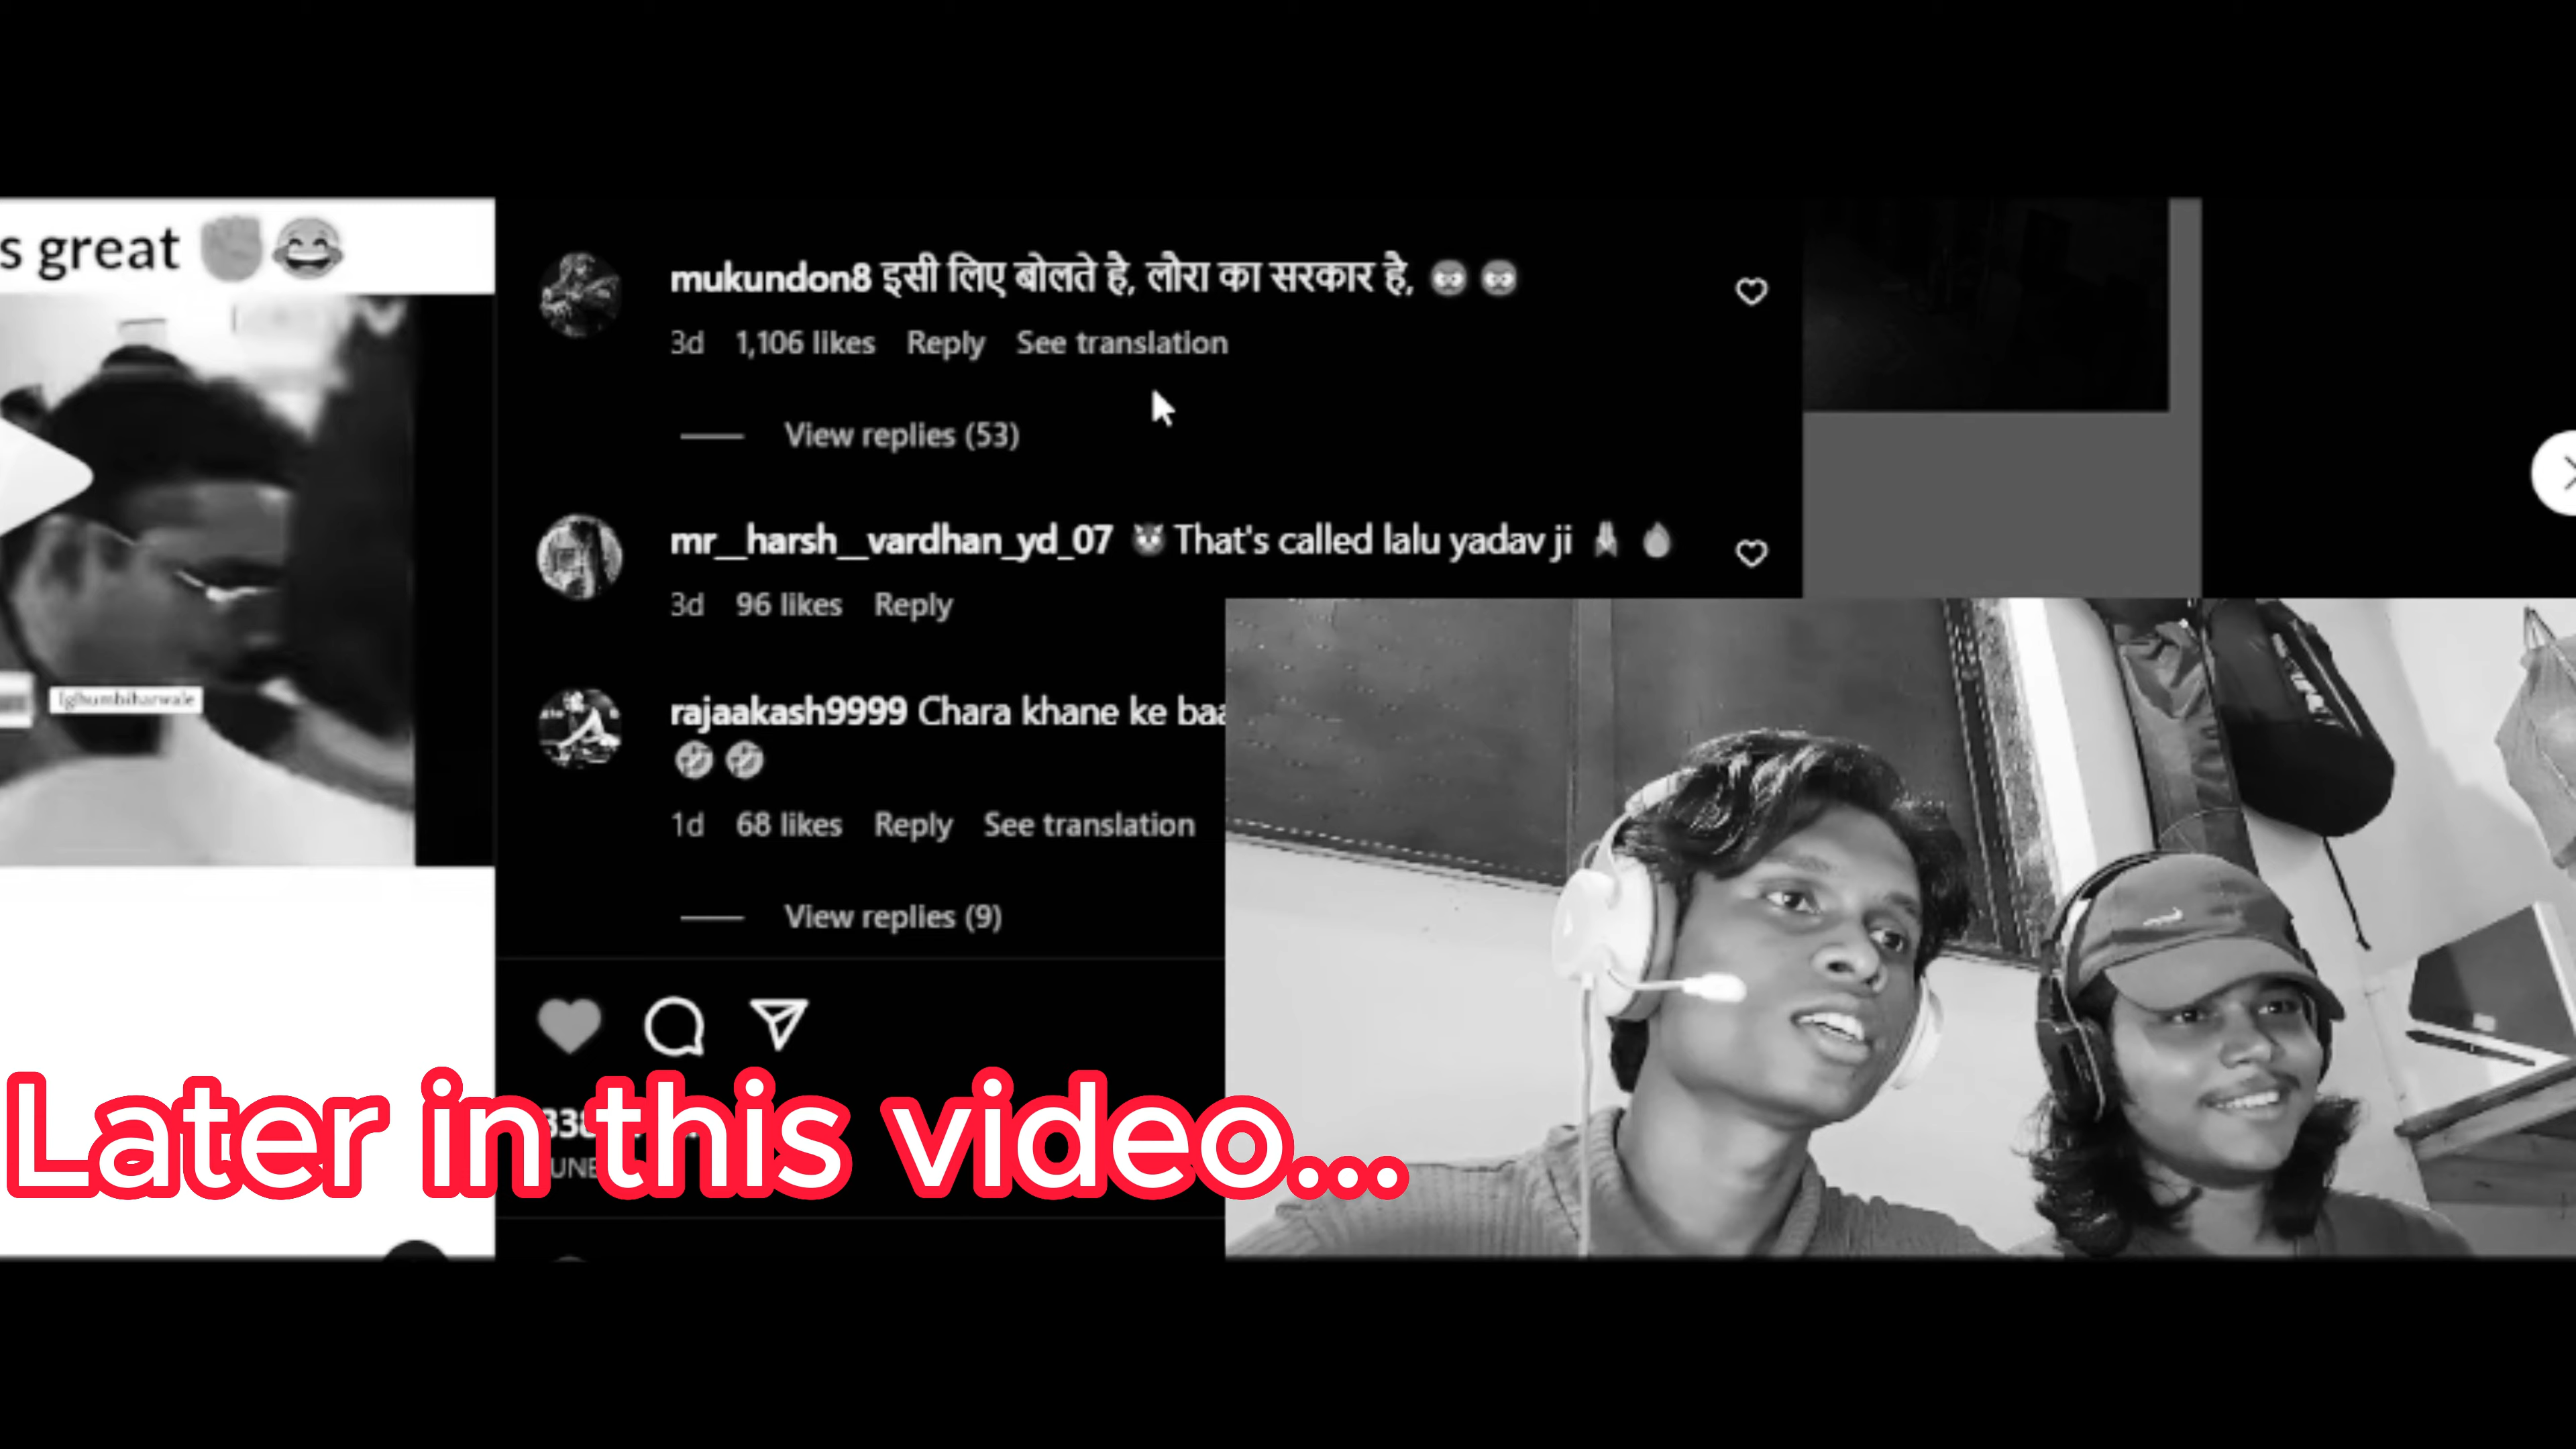 s great ✊😂
mukundon8 इसी लिए बोलते है, लोरा का सरकार है,
3d 1,106 likes Reply See translation
View replies (53)
mr__harsh__vardhan_yd_07 That's called lalu yadav ji
3d 96 likes Reply
rajaakash9999 Chara khane ke baa
🤣🤣
1d 68 likes Reply See translation
View replies (9)
Ighumbiharwale
Later in this video...